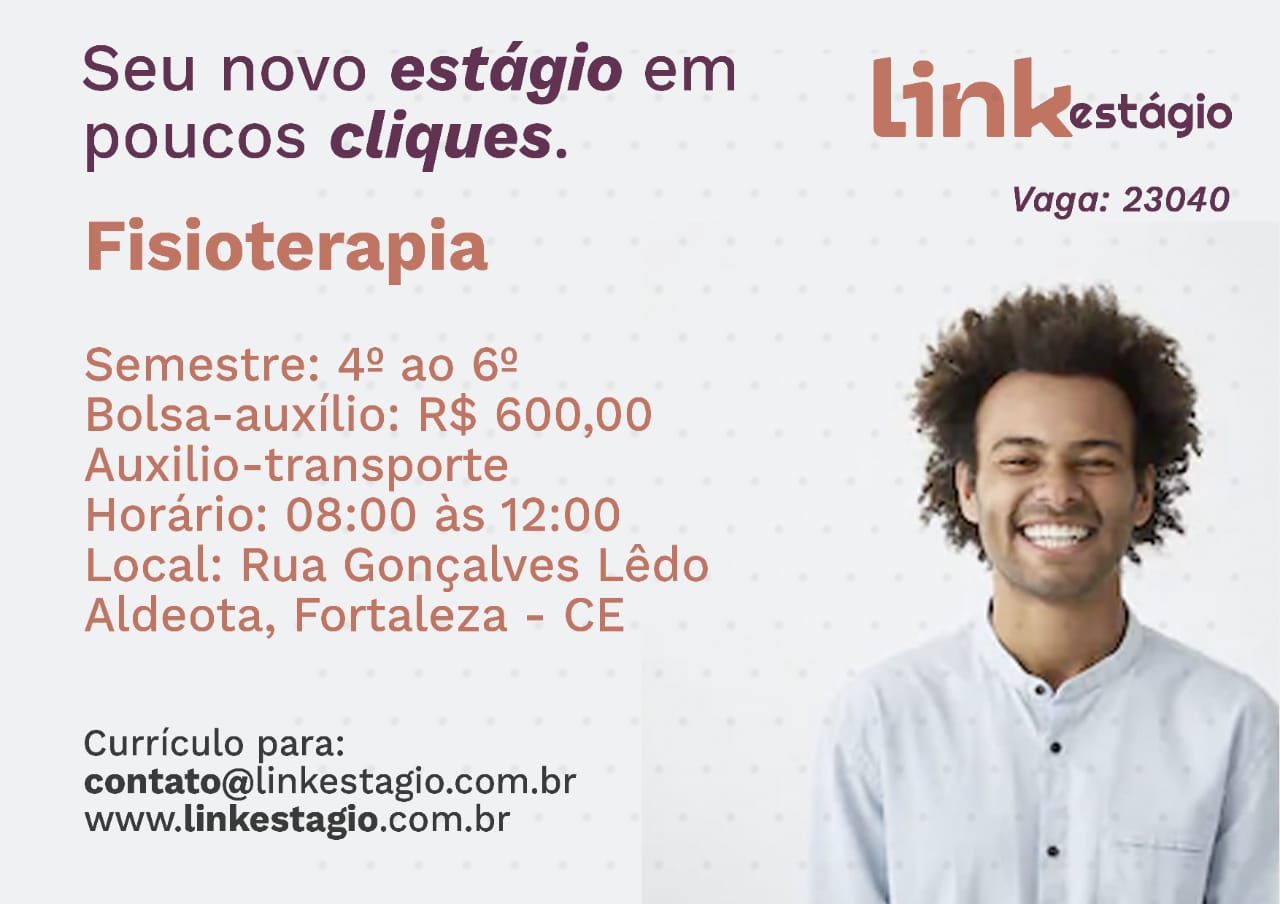 Seu novo estágio em
poucos cliques.
linkestágio
Vaga: 23040
Fisioterapia
Semestre: 4º ao 6º
Bolsa-auxílio: R$ 600,00
Auxilio-transporte
Horário: 08:00 às 12:00
Local: Rua Gonçalves Lêdo
Aldeota, Fortaleza - CE
Currículo para:
contato@linkestagio.com.br
www.linkestagio.com.br